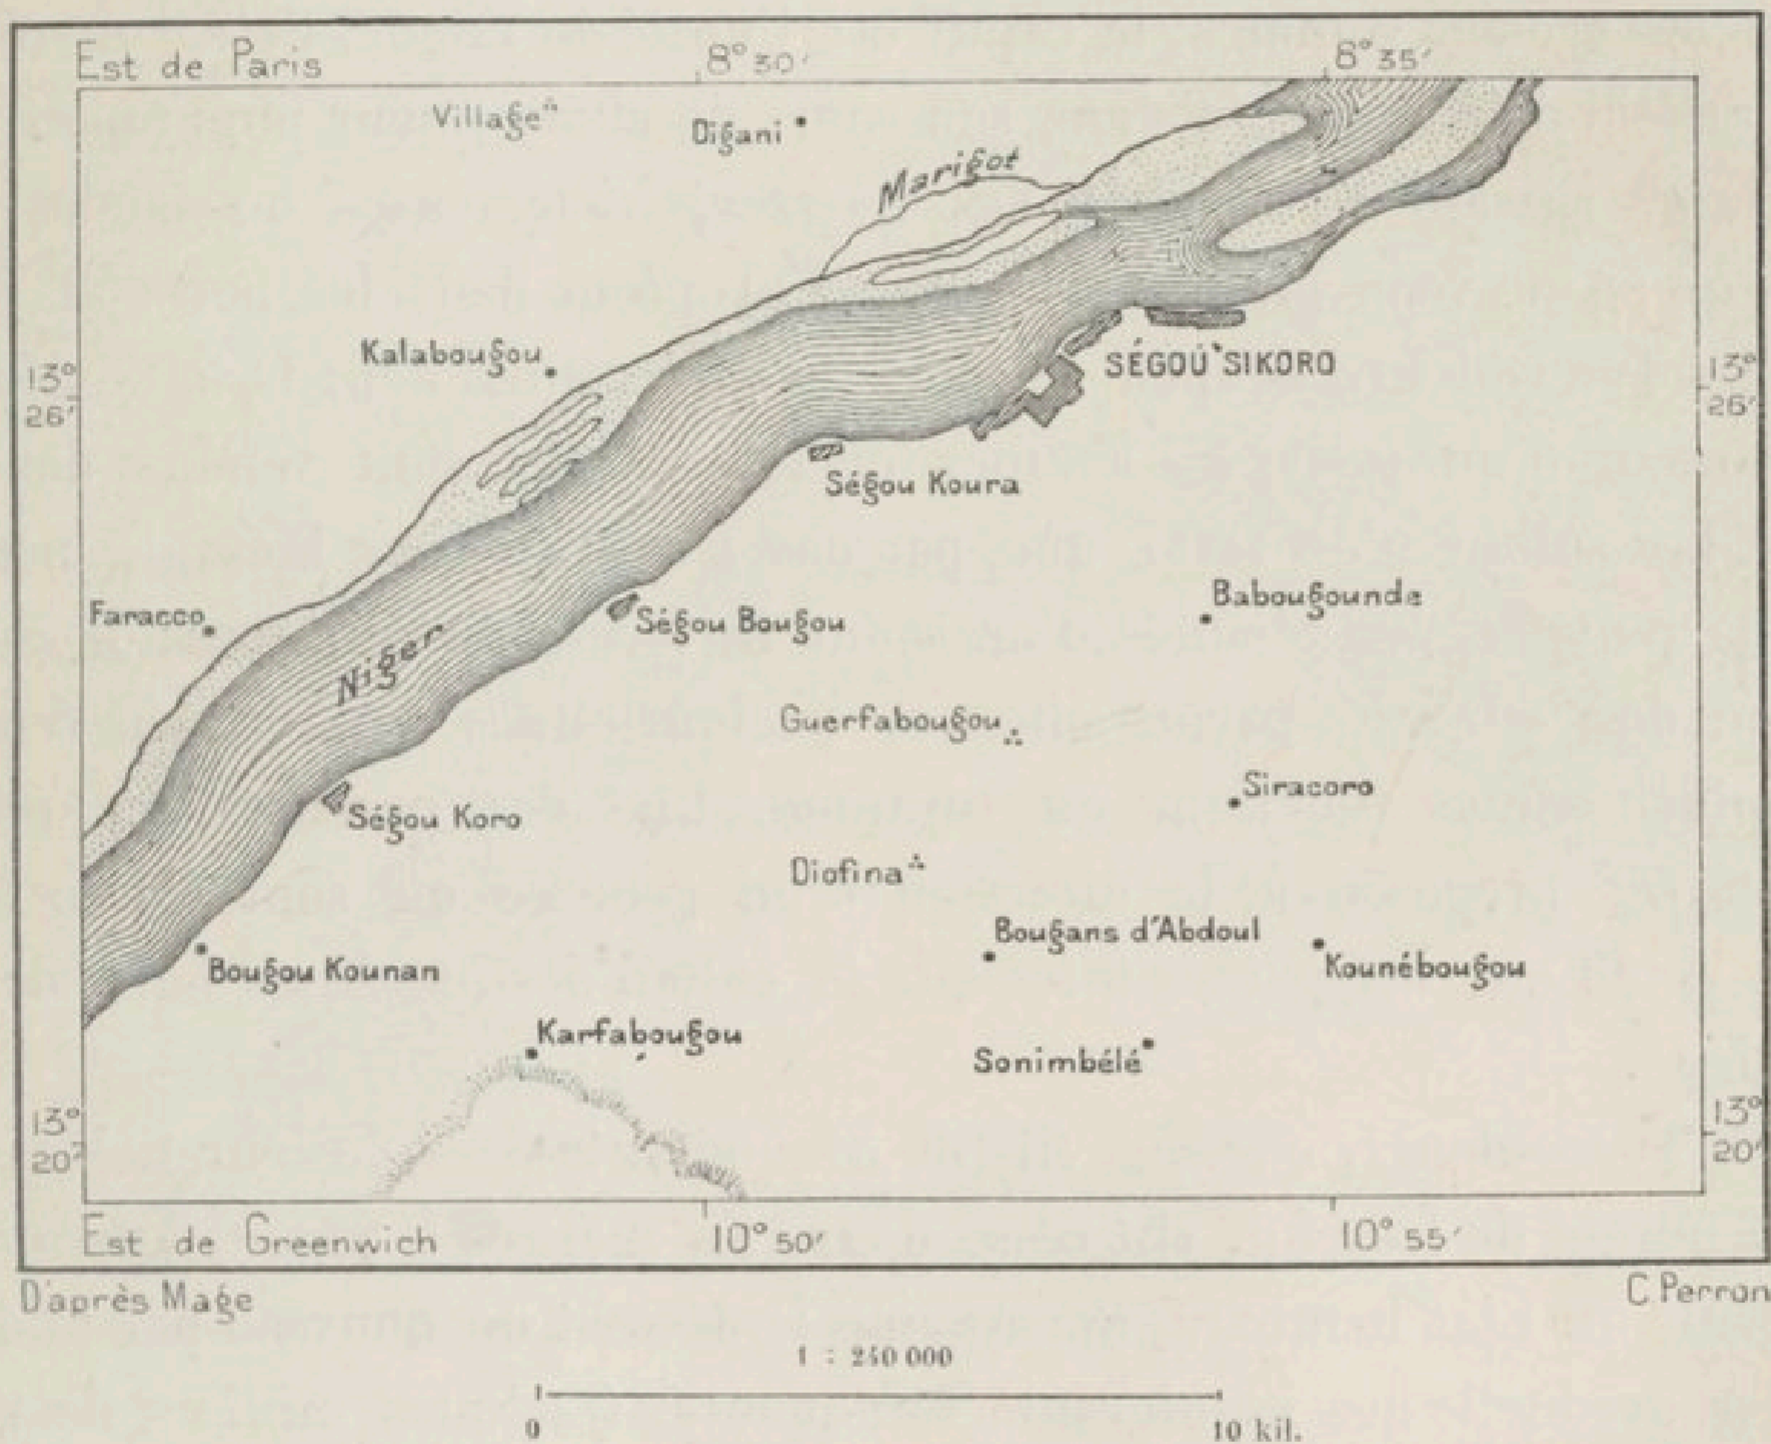 Est de Paris
8° 30′
8° 35′
Village
Digani
Marigot
Kalabougou
13° 26′
SÉGOU SIKORO
13° 26′
Ségou Koura
Faracco
Niger
Ségou Bougou
Babougounde
Guerfabougou
Siracoro
Ségou Koro
Diofina
Bougans d'Abdoul
Bougou Kounan
Kounébougou
Karfabougou
Sonimbélé
13° 20′
13° 20′
Est de Greenwich
10° 50′
10° 55′
D'après Mage
C. Perron
1 : 240 000
0
10 kil.